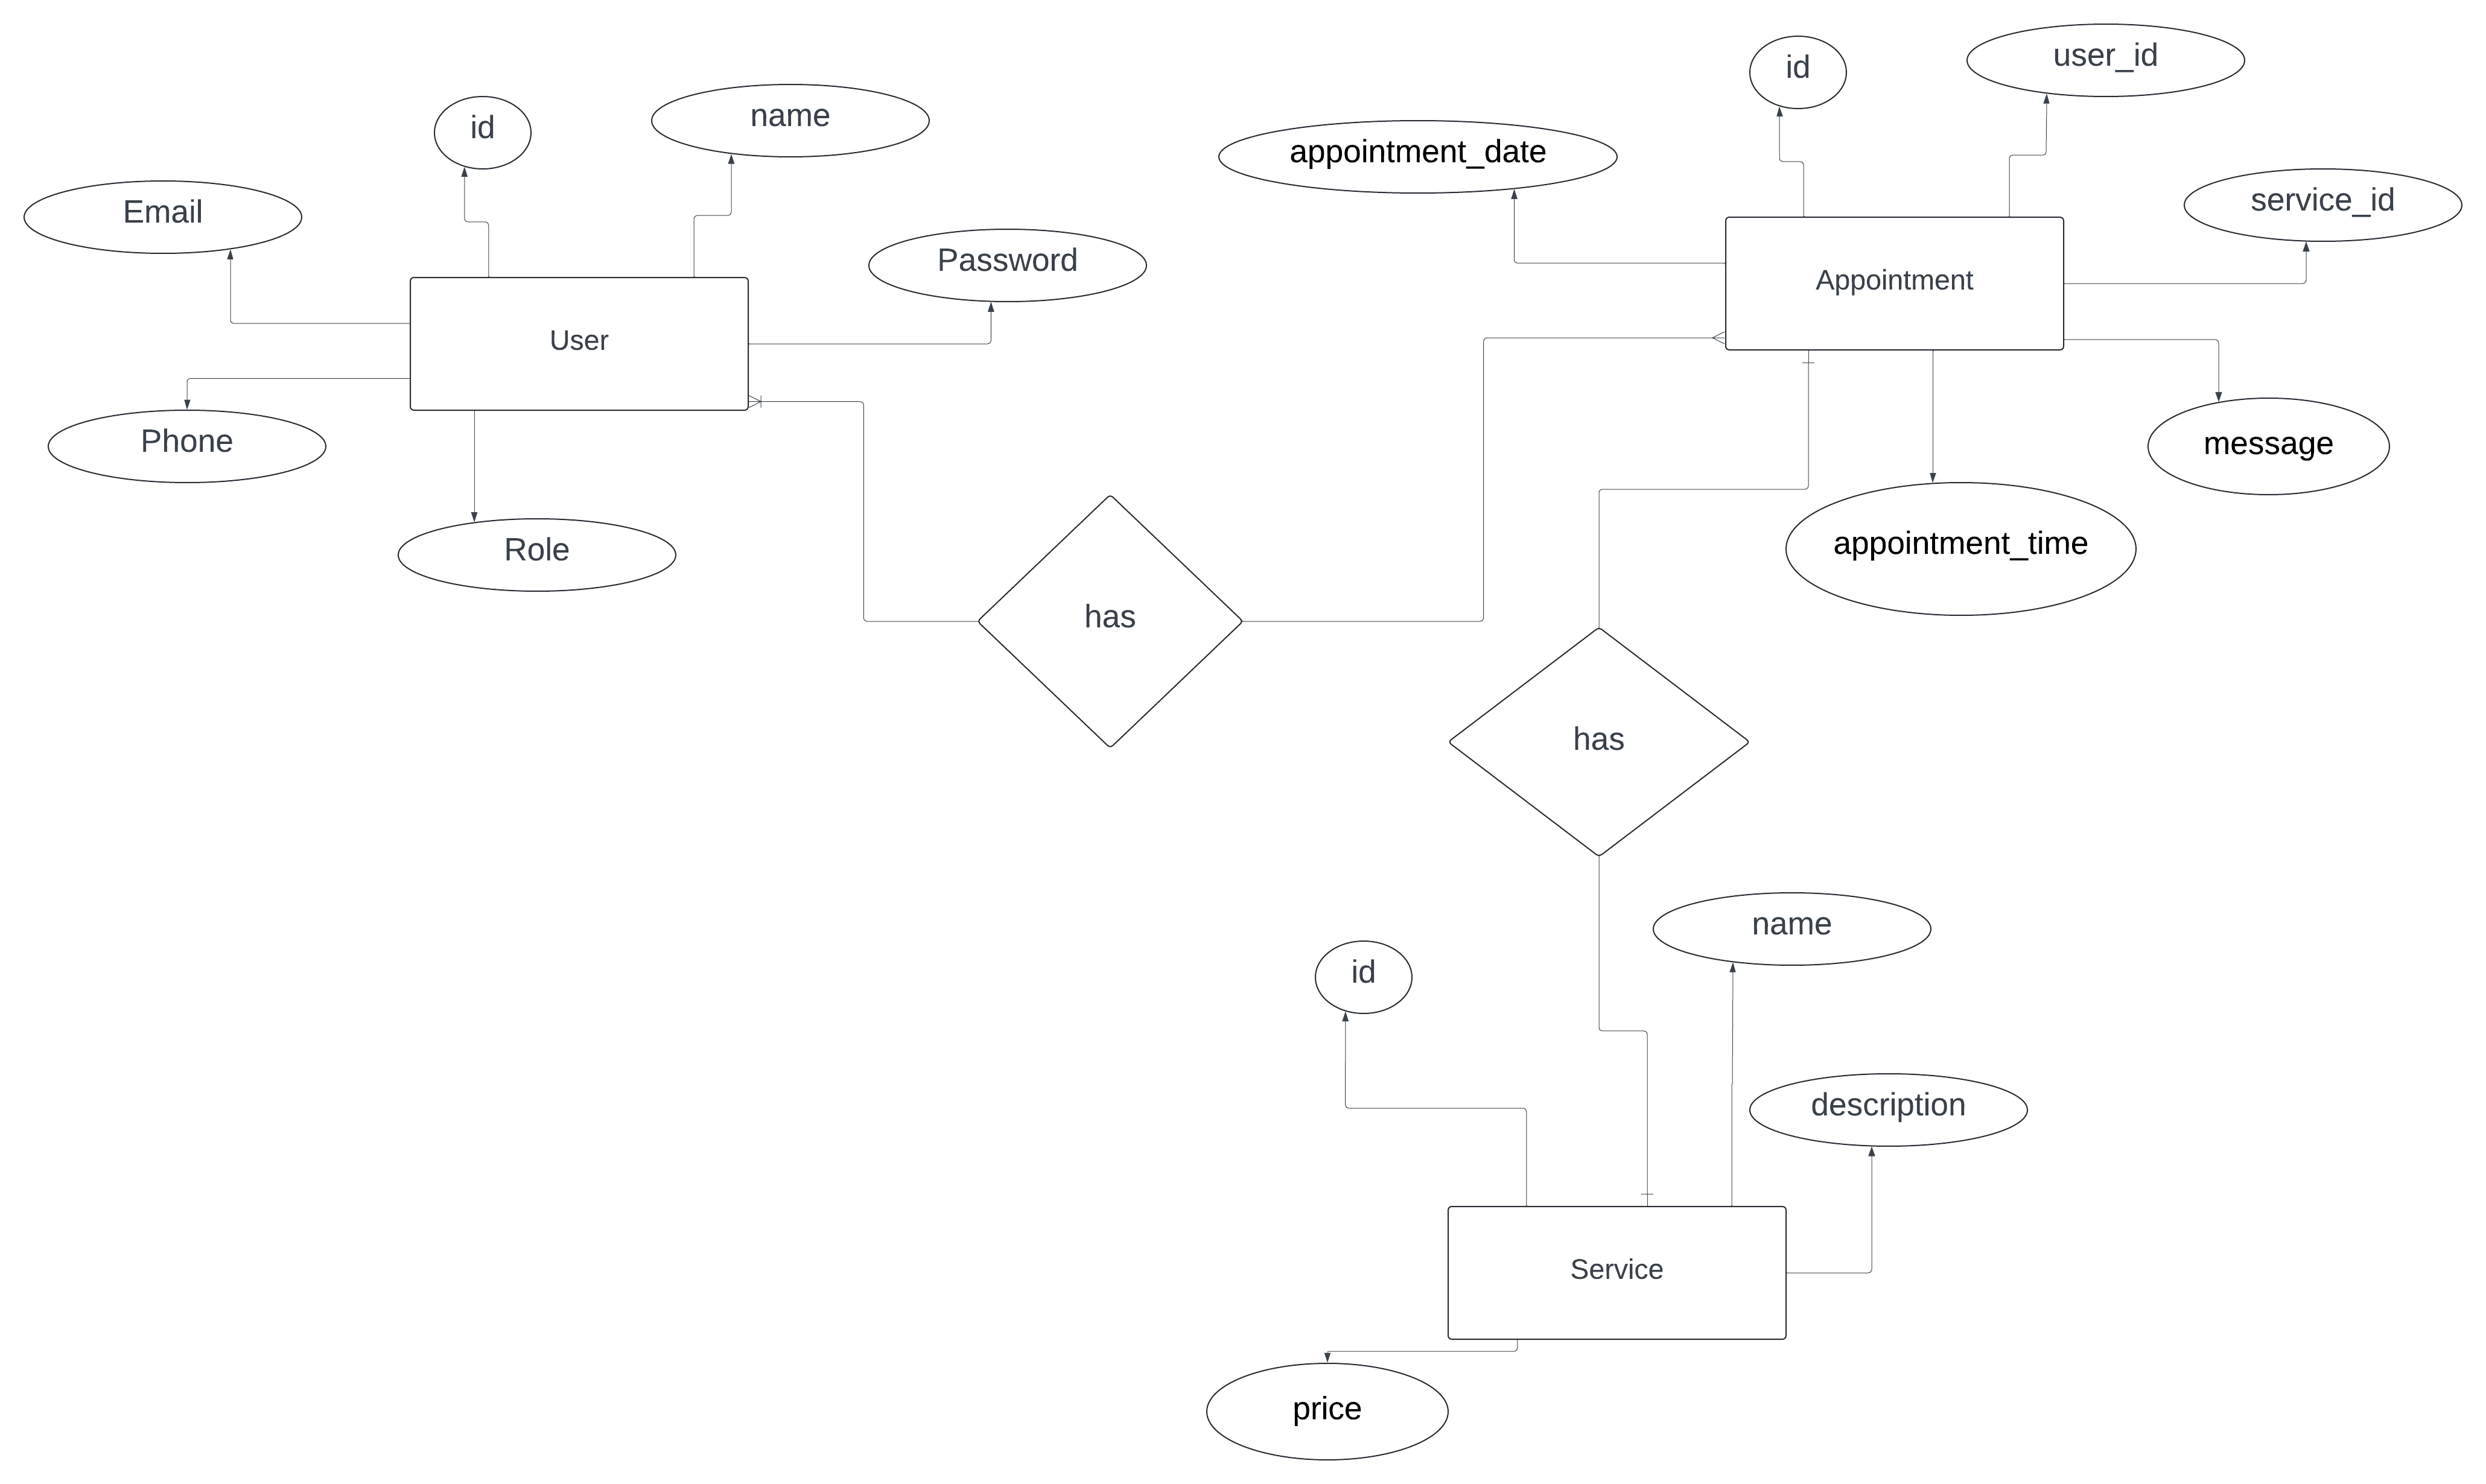 id
name
Email
Password
User
Phone
Role
has
id
user_id
appointment_date
service_id
Appointment
message
appointment_time
has
name
id
description
Service
price